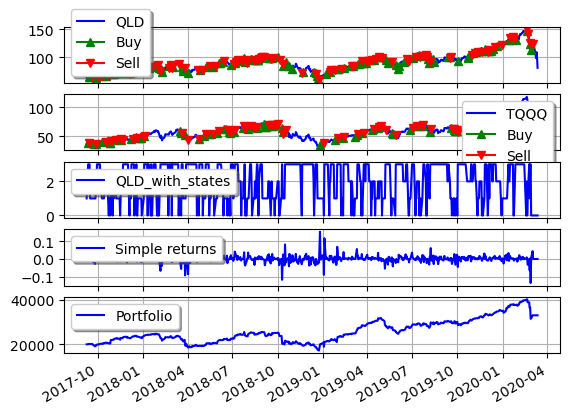 150
100
QLD
Buy
Sell
100
50
TQQQ
Buy
Sell
2
0
QLD_with_states
0.1
0.0
−0.1
Simple returns
40000
20000
Portfolio
2017-10 2018-01 2018-04 2018-07 2018-10 2019-01 2019-04 2019-07 2019-10 2020-01 2020-04